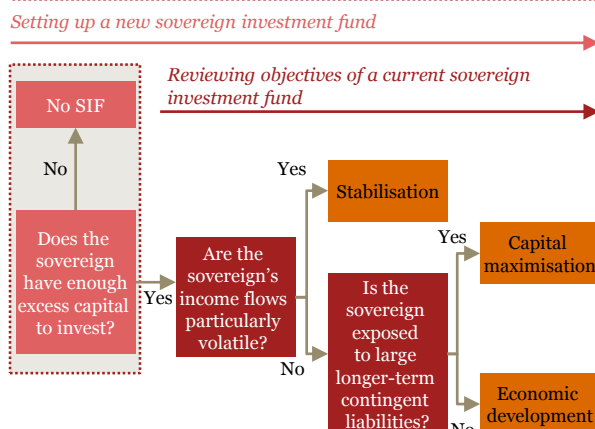 Setting up a new sovereign investment fund
Reviewing objectives of a current sovereign
investment fund
No SIF
No
Does the
sovereign
have enough
excess capital
to invest?
Yes
Are the
sovereign's
income flows
particularly
volatile?
Yes
Stabilisation
No
Is the
sovereign
exposed
to large
longer-term
contingent
liabilities?
Yes
Capital
maximisation
No
Economic
development